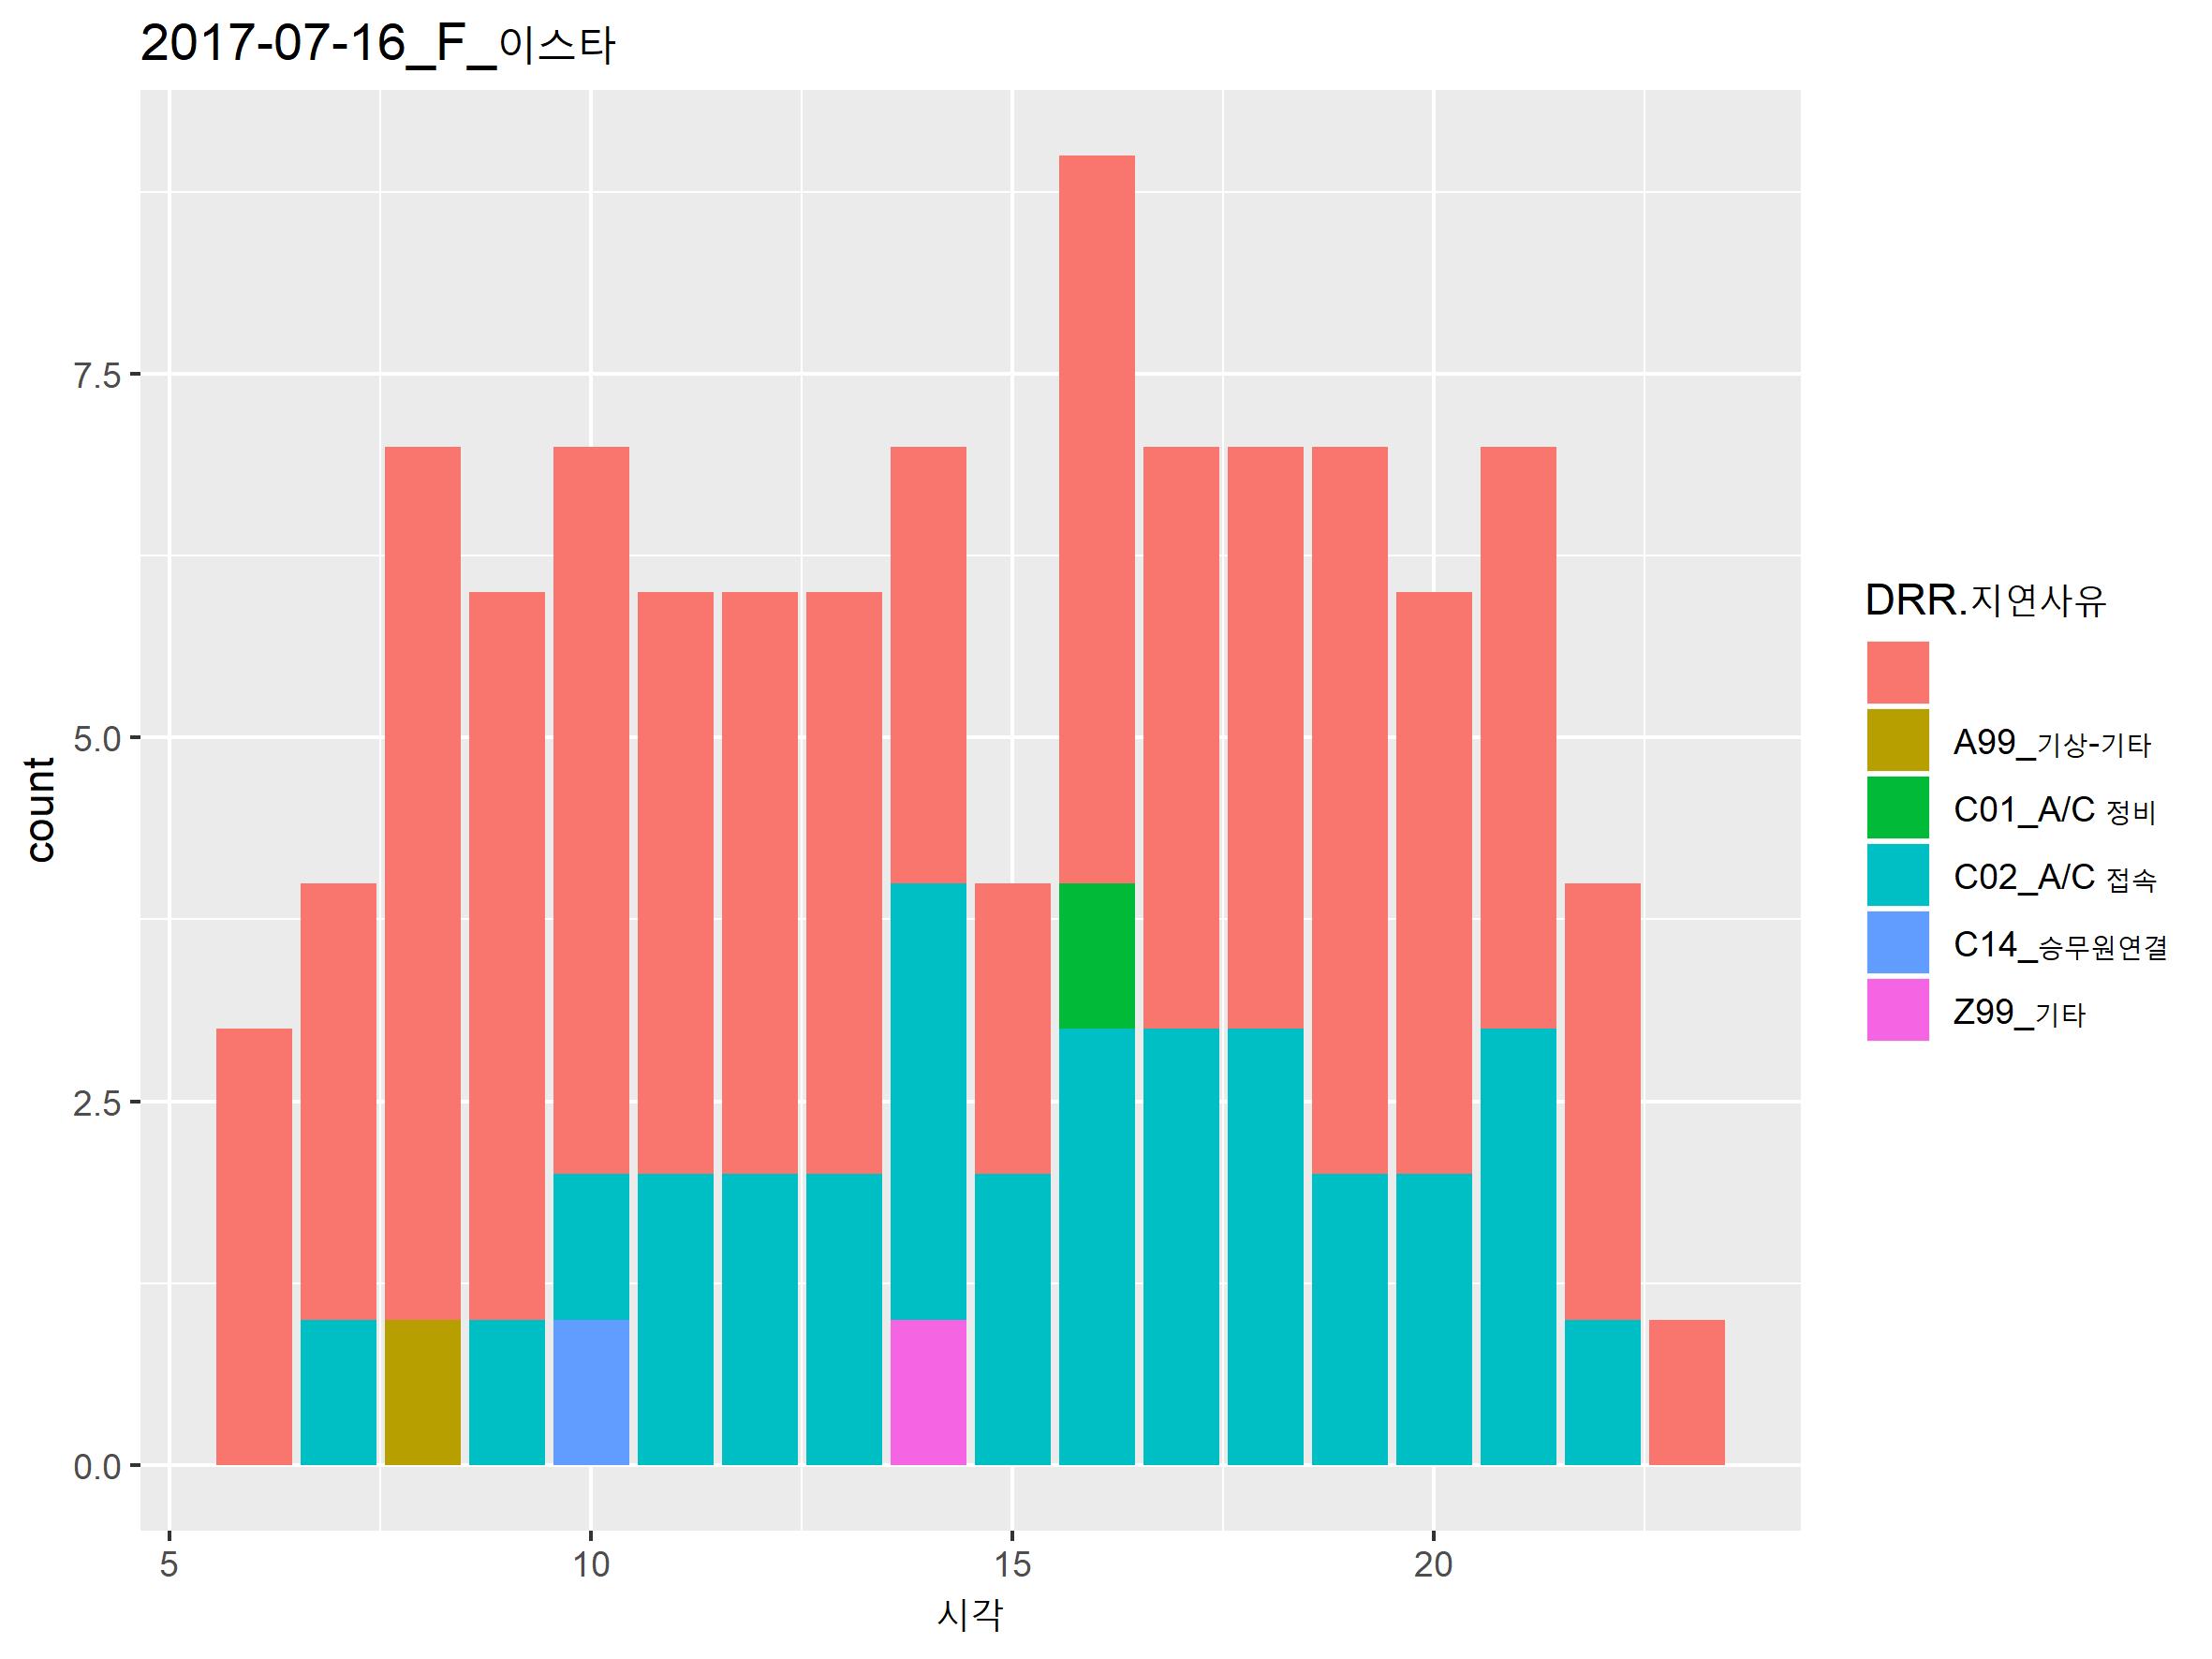 2017-07-16_F_이스타
count
7.5
5.0
2.5
0.0
5 10 15 20
시각
DRR.지연사유
A99_기상-기타
C01_A/C 정비
C02_A/C 접속
C14_승무원연결
Z99_기타